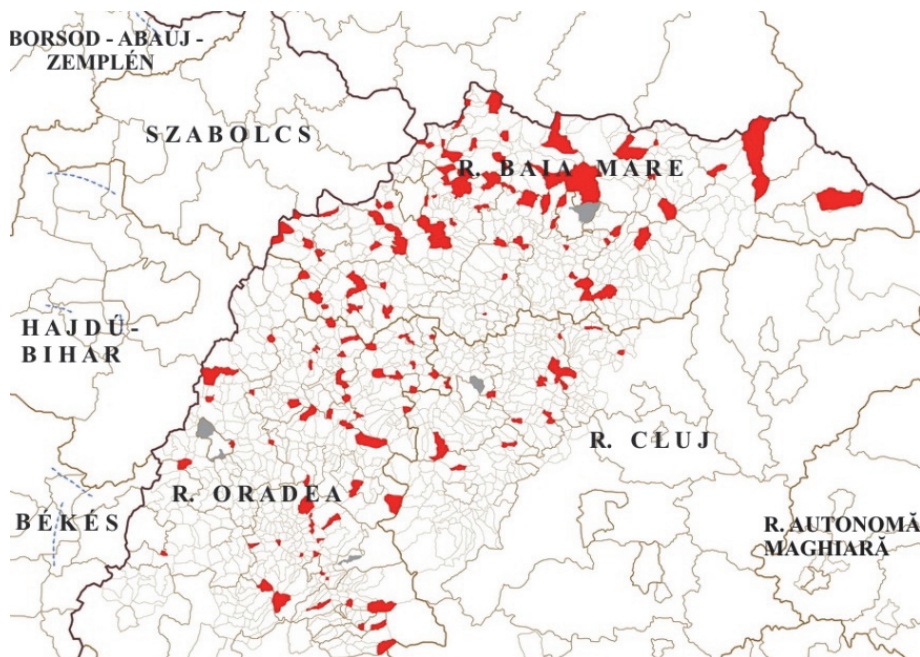 BORSOD - ABAÚJ -
ZEMPLÉN
SZABOLCS
R. BAIA MARE
HAJDÚ-
BIHAR
R. CLUJ
R. ORADEA
BÉKÉS
R. AUTONOMĂ
MAGHIARĂ